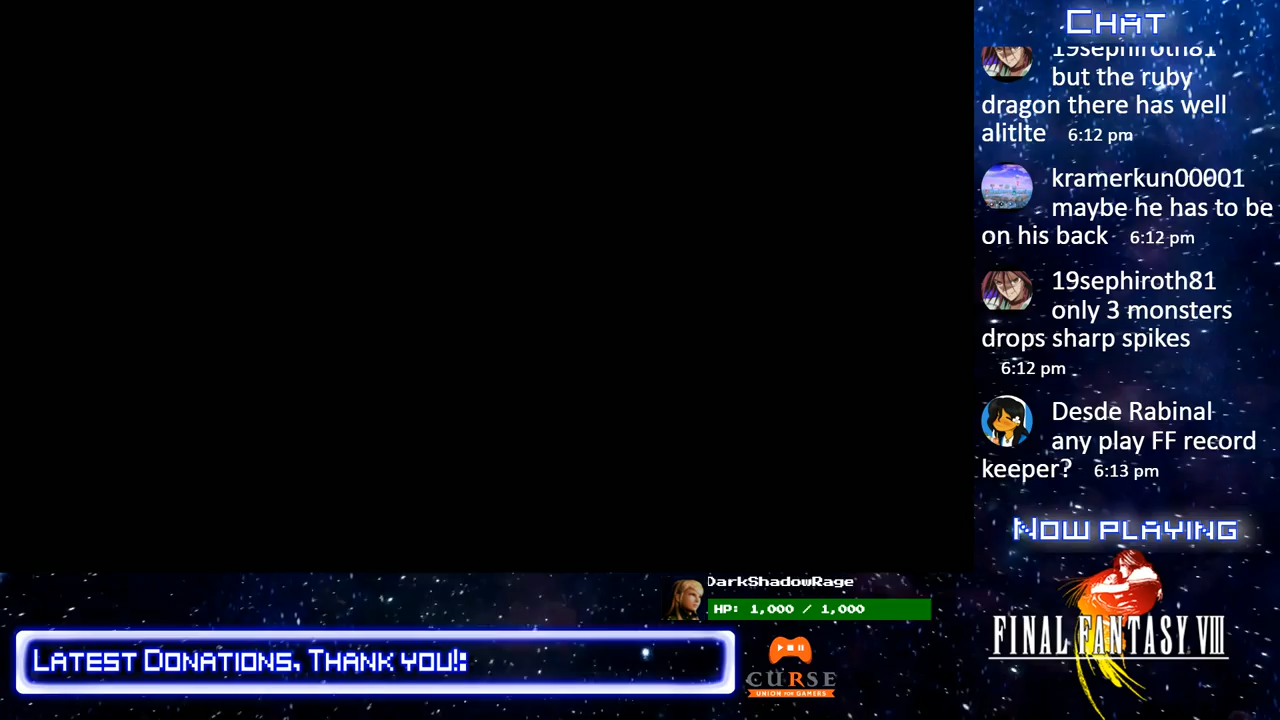 CHAT
19sephiroth81
but the ruby
dragon there has well
alitlte 6:12 pm
kramerkun00001
maybe he has to be
on his back 6:12 pm
19sephiroth81
only 3 monsters
drops sharp spikes
6:12 pm
Desde Rabinal
any play FF record
keeper? 6:13 pm
NOW PLAYING
FINAL FANTASY VIII
DarkShadowRage
HP: 1,000 / 1,000
LATEST DONATIONS, THANK YOU!:
CURSE
UNION FOR GAMERS